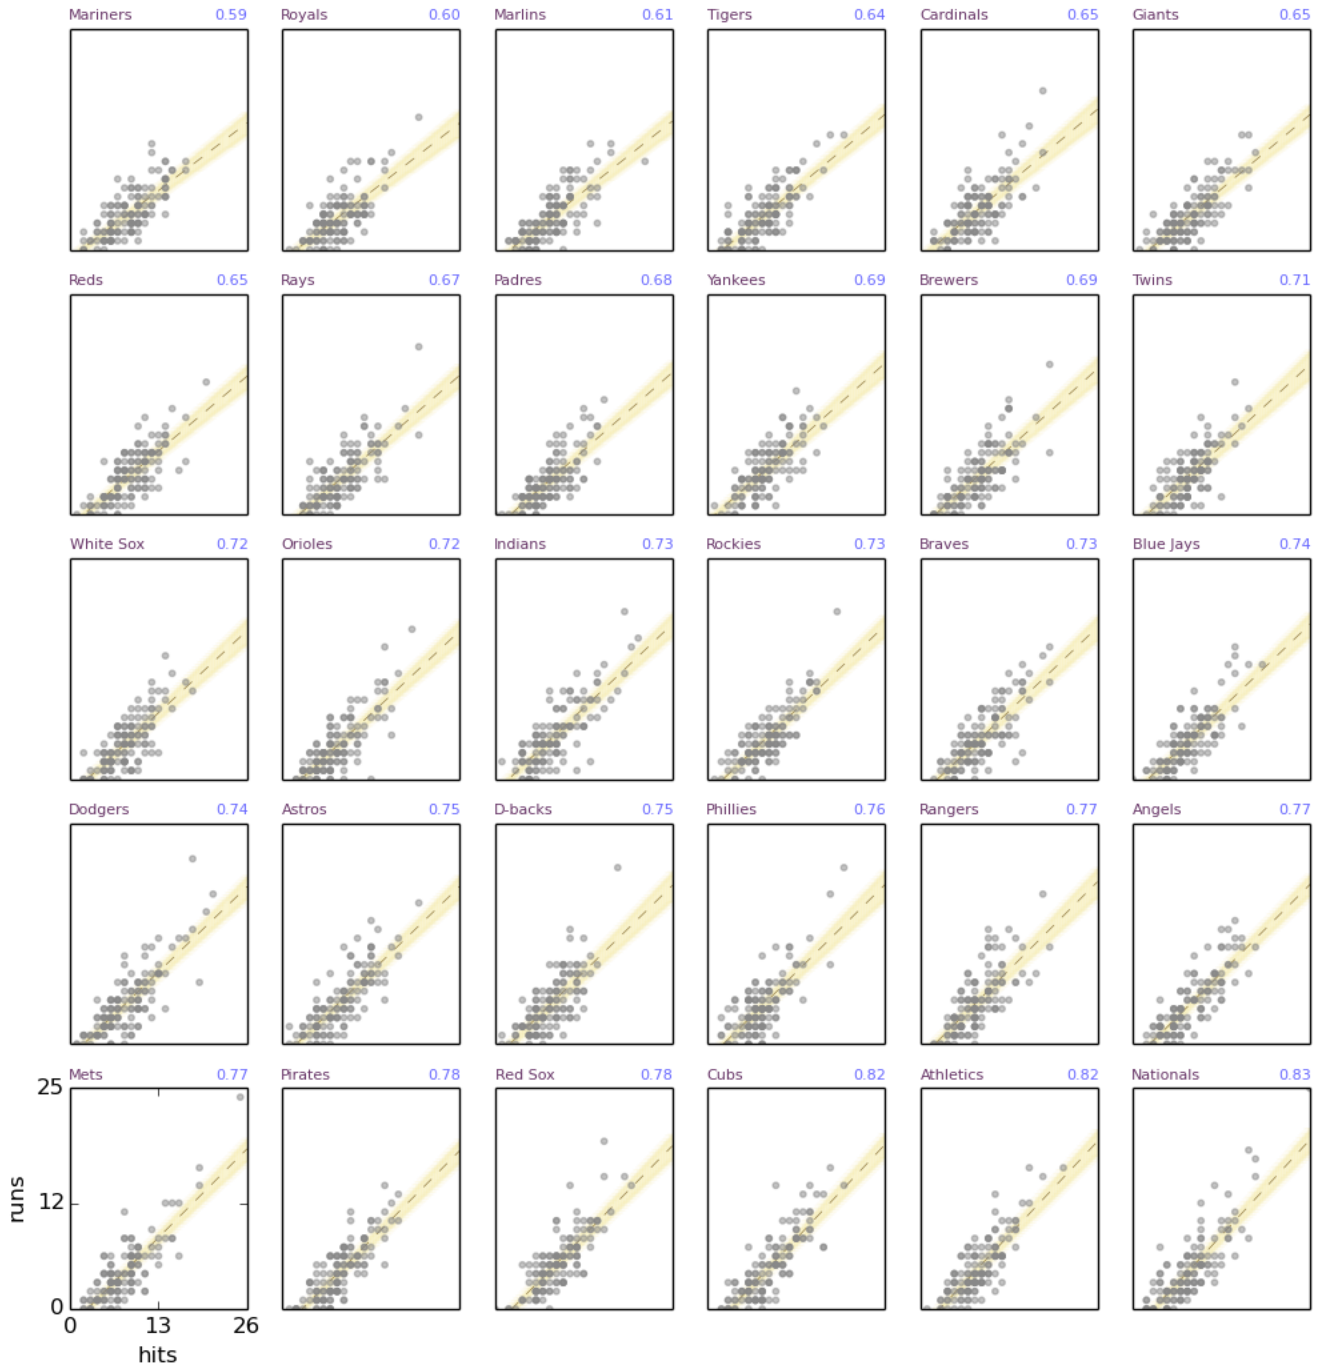 Mariners 0.59 Royals 0.60 Marlins 0.61 Tigers 0.64 Cardinals 0.65 Giants 0.65
Reds 0.65 Rays 0.67 Padres 0.68 Yankees 0.69 Brewers 0.69 Twins 0.71
White Sox 0.72 Orioles 0.72 Indians 0.73 Rockies 0.73 Braves 0.73 Blue Jays 0.74
Dodgers 0.74 Astros 0.75 D-backs 0.75 Phillies 0.76 Rangers 0.77 Angels 0.77
Mets 0.77 Pirates 0.78 Red Sox 0.78 Cubs 0.82 Athletics 0.82 Nationals 0.83
25
12
runs
0
0 13 26
hits